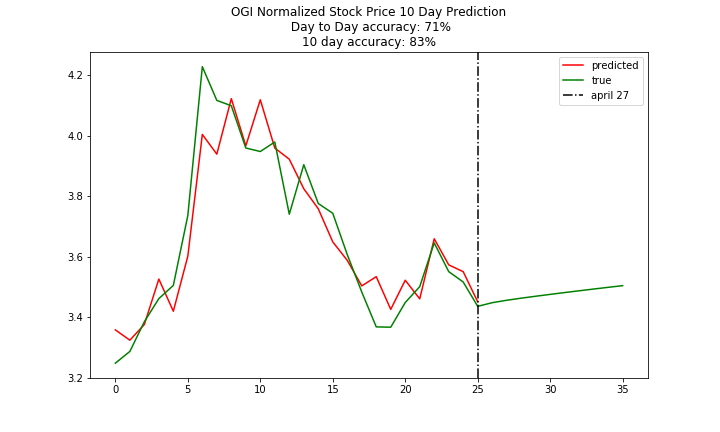 OGI Normalized Stock Price 10 Day Prediction
Day to Day accuracy: 71%
10 day accuracy: 83%
predicted
true
april 27
4.2
4.0
3.8
3.6
3.4
3.2
0 5 10 15 20 25 30 35